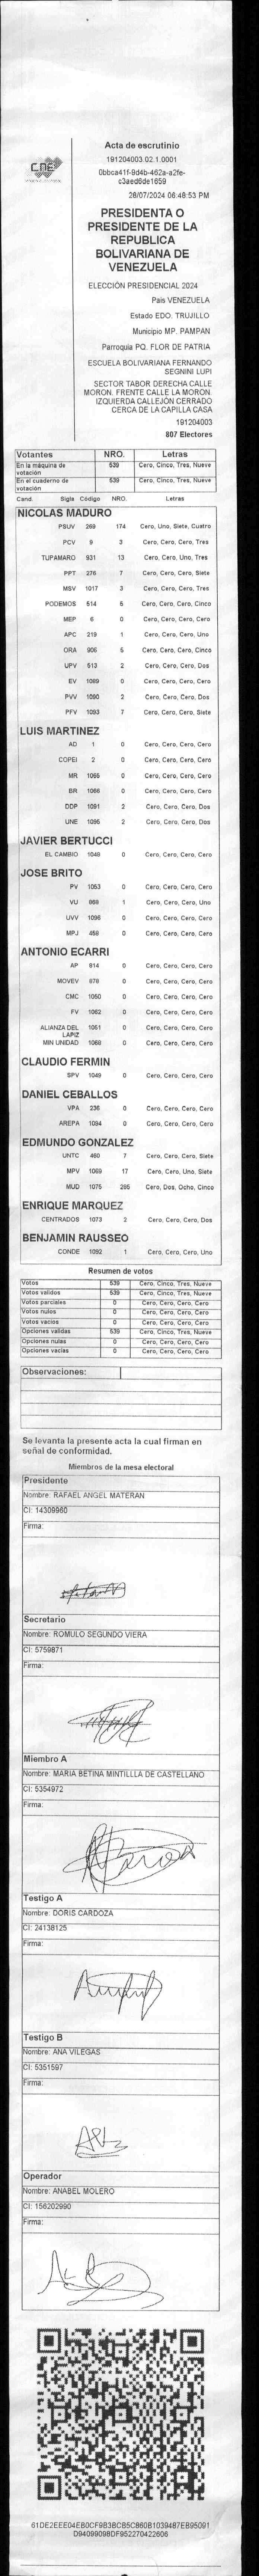 CNE
Acta de escrutinio
191204003.02.1.0001
0bbca41f-9d4b-462a-a2fe-
c3aed6de1659
28/07/2024 06:48:53 PM
PRESIDENTA O
PRESIDENTE DE LA
REPUBLICA
BOLIVARIANA DE
VENEZUELA
ELECCIÓN PRESIDENCIAL 2024
País VENEZUELA
Estado EDO. TRUJILLO
Municipio MP. PAMPAN
Parroquia PQ. FLOR DE PATRIA
ESCUELA BOLIVARIANA FERNANDO
SEGNINI LUPI
SECTOR TABOR DERECHA CALLE
MORON. FRENTE CALLE LA MORON.
IZQUIERDA CALLEJÓN CERRADO
CERCA DE LA CAPILLA CASA
191204003
807 Electores
Votantes NRO. Letras
En la máquina de votación 539 Cero, Cinco, Tres, Nueve
En el cuaderno de votación 539 Cero, Cinco, Tres, Nueve
Cand. Sigla Código NRO. Letras
NICOLAS MADURO
PSUV 269 174 Cero, Uno, Siete, Cuatro
PCV 9 3 Cero, Cero, Cero, Tres
TUPAMARO 931 13 Cero, Cero, Uno, Tres
PPT 276 7 Cero, Cero, Cero, Siete
MSV 1017 3 Cero, Cero, Cero, Tres
PODEMOS 514 5 Cero, Cero, Cero, Cinco
MEP 6 0 Cero, Cero, Cero, Cero
APC 219 1 Cero, Cero, Cero, Uno
ORA 906 5 Cero, Cero, Cero, Cinco
UPV 513 2 Cero, Cero, Cero, Dos
EV 1089 0 Cero, Cero, Cero, Cero
PVV 1090 2 Cero, Cero, Cero, Dos
PFV 1093 7 Cero, Cero, Cero, Siete
LUIS MARTINEZ
AD 1 0 Cero, Cero, Cero, Cero
COPEI 2 0 Cero, Cero, Cero, Cero
MR 1065 0 Cero, Cero, Cero, Cero
BR 1066 0 Cero, Cero, Cero, Cero
DDP 1091 2 Cero, Cero, Cero, Dos
UNE 1095 2 Cero, Cero, Cero, Dos
JAVIER BERTUCCI
EL CAMBIO 1048 0 Cero, Cero, Cero, Cero
JOSE BRITO
PV 1053 0 Cero, Cero, Cero, Cero
VU 988 1 Cero, Cero, Cero, Uno
UVV 1096 0 Cero, Cero, Cero, Cero
MPJ 459 0 Cero, Cero, Cero, Cero
ANTONIO ECARRI
AP 914 0 Cero, Cero, Cero, Cero
MOVEV 978 0 Cero, Cero, Cero, Cero
CMC 1050 0 Cero, Cero, Cero, Cero
FV 1062 0 Cero, Cero, Cero, Cero
ALIANZA DEL LAPIZ 1051 0 Cero, Cero, Cero, Cero
MIN UNIDAD 1068 0 Cero, Cero, Cero, Cero
CLAUDIO FERMIN
SPV 1049 0 Cero, Cero, Cero, Cero
DANIEL CEBALLOS
VPA 236 0 Cero, Cero, Cero, Cero
AREPA 1094 0 Cero, Cero, Cero, Cero
EDMUNDO GONZALEZ
UNTC 460 7 Cero, Cero, Cero, Siete
MPV 1069 17 Cero, Cero, Uno, Siete
MUD 1075 295 Cero, Dos, Ocho, Cinco
ENRIQUE MARQUEZ
CENTRADOS 1073 2 Cero, Cero, Cero, Dos
BENJAMIN RAUSSEO
CONDE 1092 1 Cero, Cero, Cero, Uno
Resumen de votos
Votos 539 Cero, Cinco, Tres, Nueve
Votos validos 539 Cero, Cinco, Tres, Nueve
Votos parciales 0 Cero, Cero, Cero, Cero
Votos nulos 0 Cero, Cero, Cero, Cero
Votos vacios 0 Cero, Cero, Cero, Cero
Opciones validas 539 Cero, Cinco, Tres, Nueve
Opciones nulas 0 Cero, Cero, Cero, Cero
Opciones vacias 0 Cero, Cero, Cero, Cero
Observaciones:
Se levanta la presente acta la cual firman en
señal de conformidad.
Miembros de la mesa electoral
Presidente
Nombre: RAFAEL ANGEL MATERAN
CI: 14309960
Firma:
Secretario
Nombre: ROMULO SEGUNDO VIERA
CI: 5759871
Firma:
Miembro A
Nombre: MARIA BETINA MINTILLLA DE CASTELLANO
CI: 5354972
Firma:
Testigo A
Nombre: DORIS CARDOZA
CI: 24138125
Firma:
Testigo B
Nombre: ANA VILEGAS
CI: 5351597
Firma:
Operador
Nombre: ANABEL MOLERO
CI: 156202990
Firma:
61DE2EEE04EB0CF9B3BCB5C860B1039487EB95091
D94099098DF952270422606